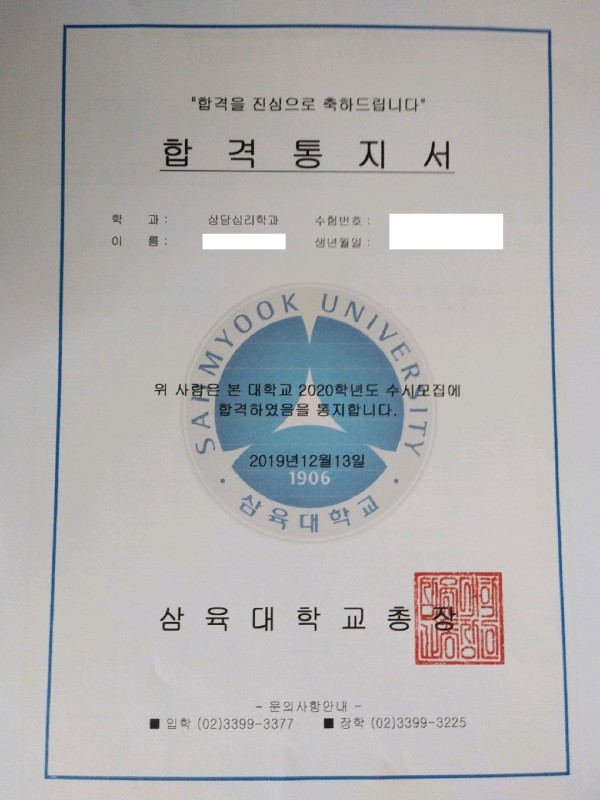 "합격을 진심으로 축하드립니다"
합 격 통 지 서
학 과 : 상담심리학과 수험번호 :
이 름 : 생년월일 :
SAHMYOOK UNIVERSITY
위 사람은 본 대학교 2020학년도 수시모집에
합격하였음을 통지합니다.
2019년12월13일
1906
삼육대학교
삼 육 대 학 교 총 장
- 문의사항안내 -
■ 입학 (02)3399-3377 ■ 장학 (02)3399-3225